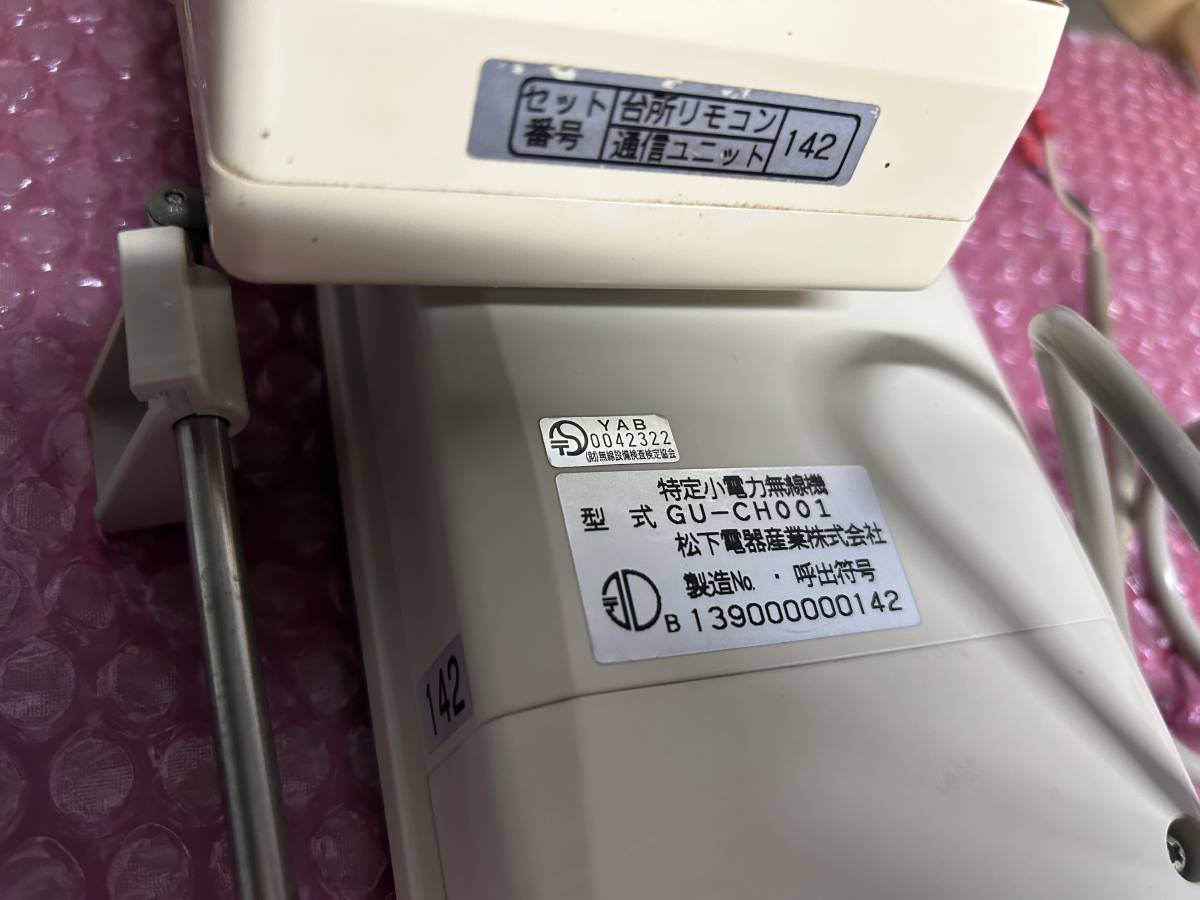 セット番号
台所リモコン
通信ユニット
142
YAB
0042322
(財)無線設備検査検定協会
特定小電力無線機
型式 GU-CH001
松下電器産業株式会社
製造No.・呼出符号
B 139000000142
142